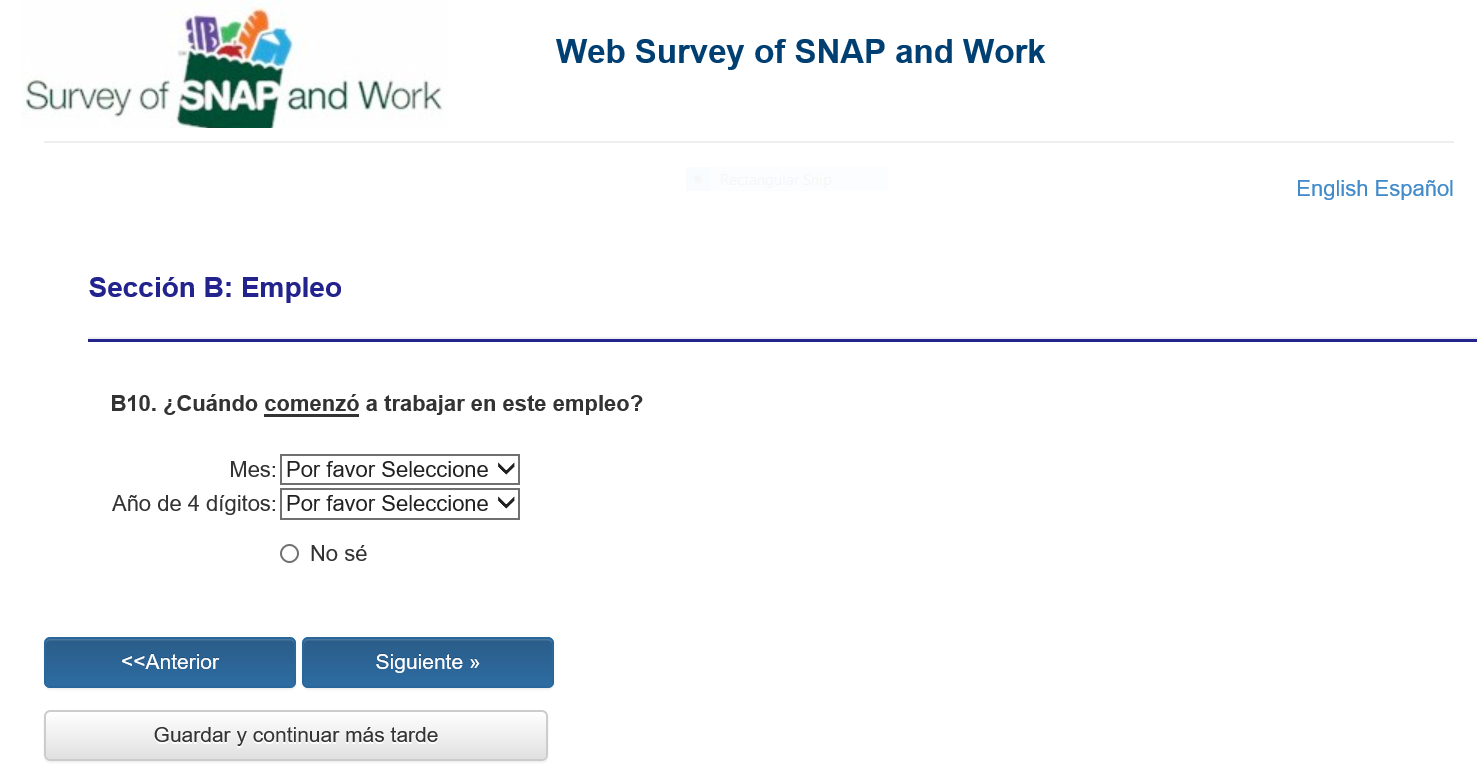 Survey of SNAP and Work
Web Survey of SNAP and Work
Rectangular Snip
English Español
Sección B: Empleo
B10. ¿Cuándo comenzó a trabajar en este empleo?
Mes: Por favor Seleccione
Año de 4 dígitos: Por favor Seleccione
No sé
<<Anterior Siguiente »
Guardar y continuar más tarde